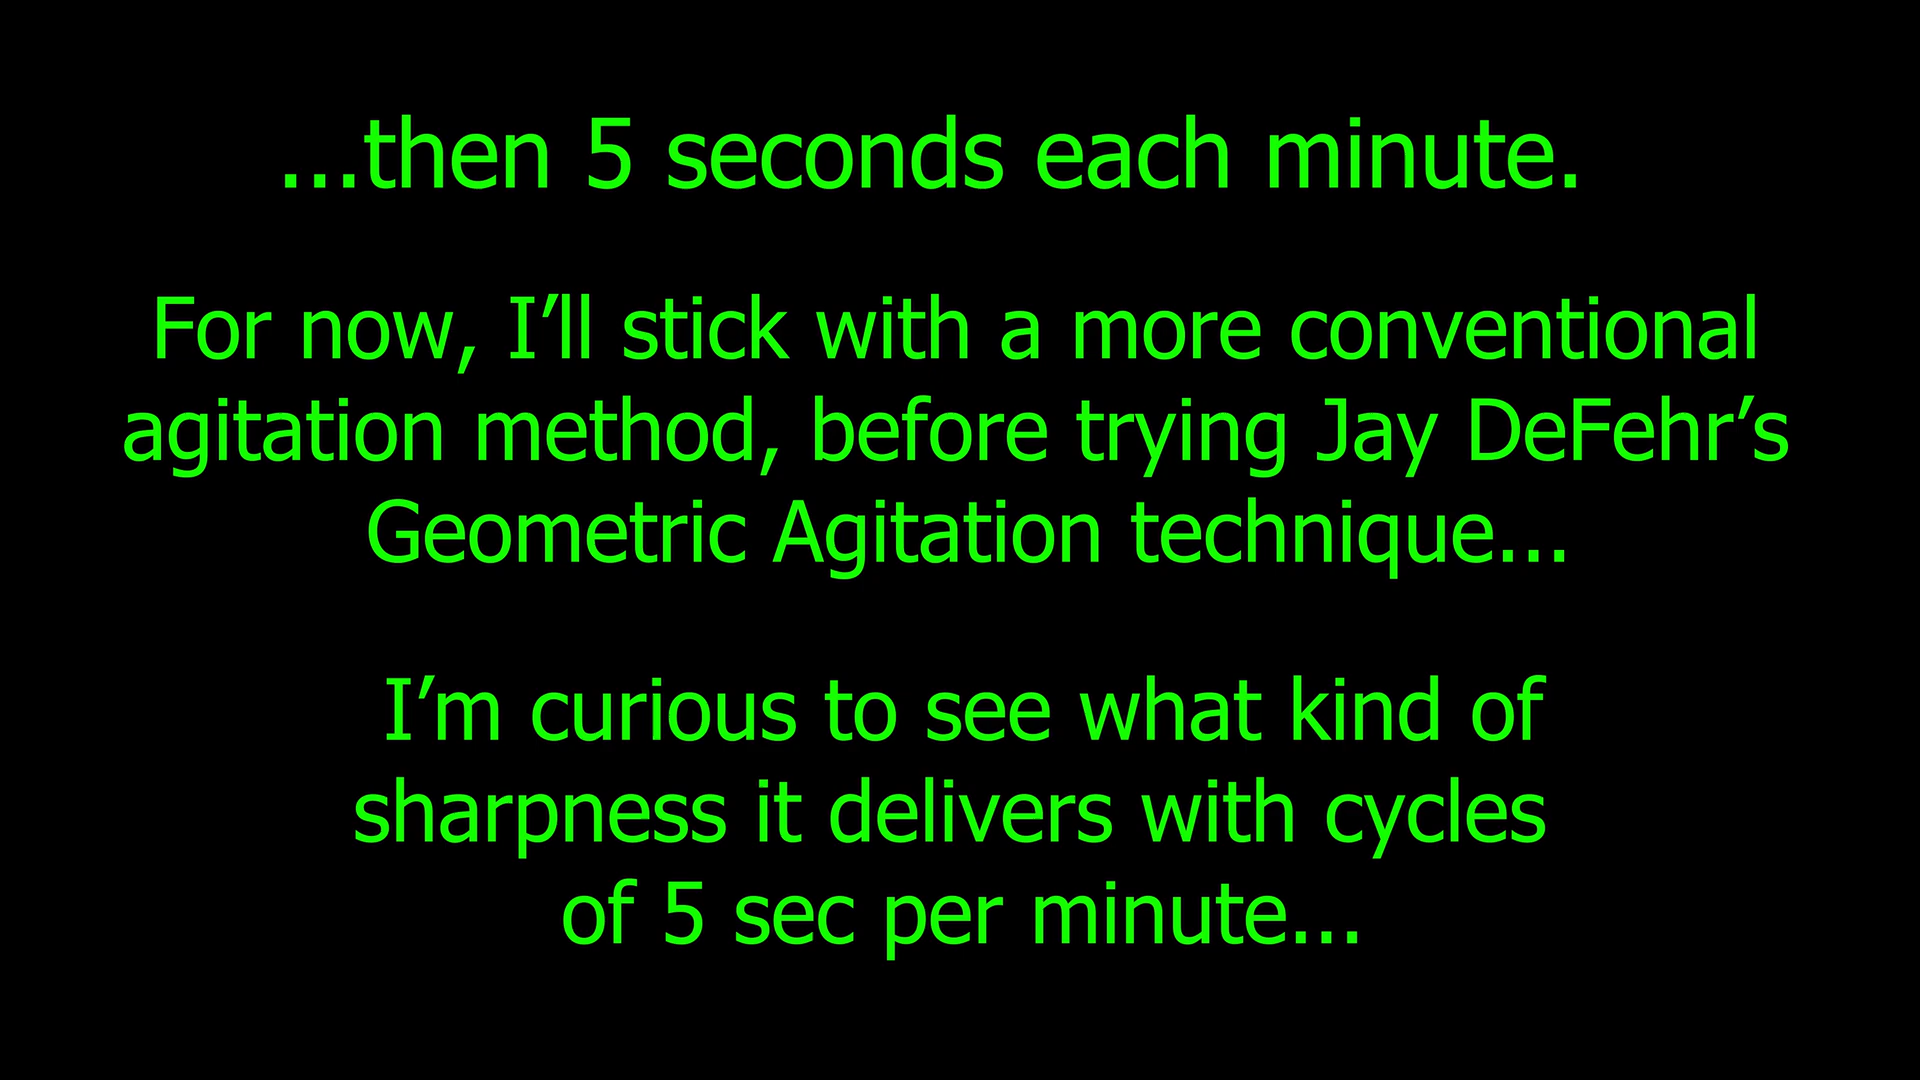 ...then 5 seconds each minute.
For now, I’ll stick with a more conventional
agitation method, before trying Jay DeFehr’s
Geometric Agitation technique...
I’m curious to see what kind of
sharpness it delivers with cycles
of 5 sec per minute...